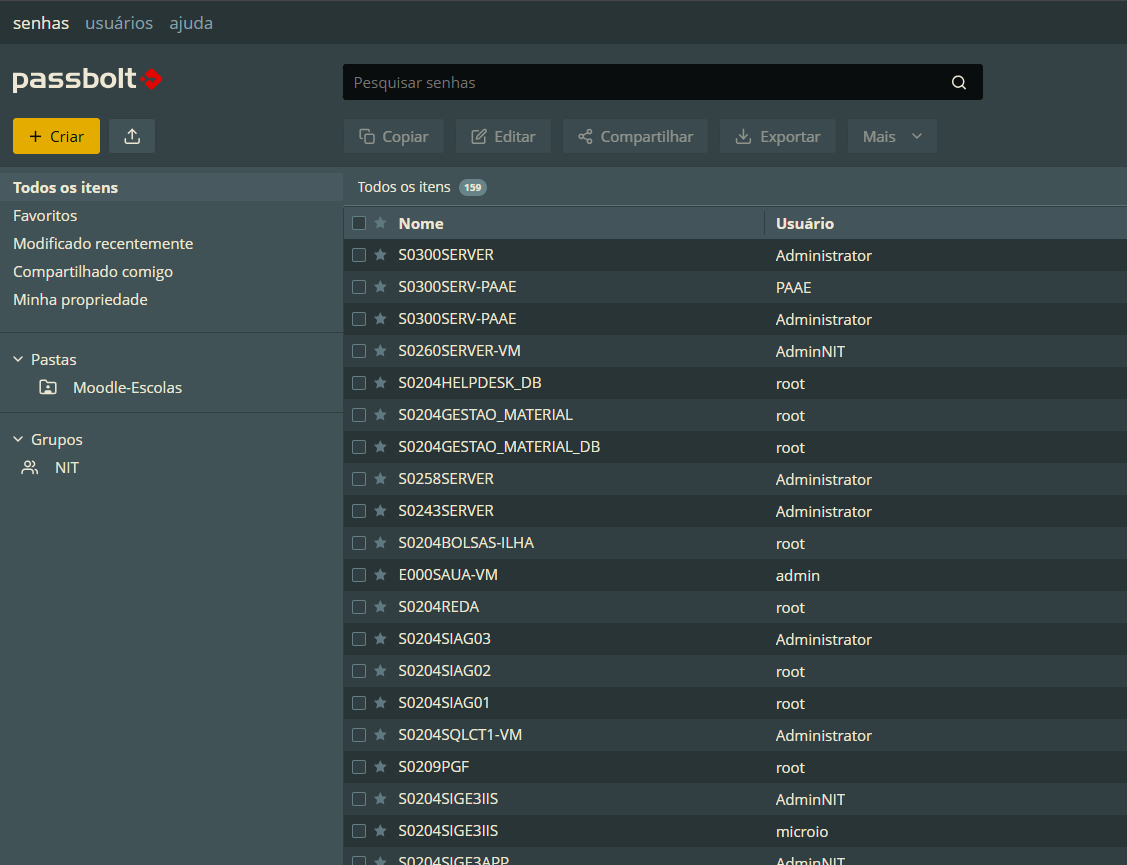 senhas usuários ajuda
passbolt
Pesquisar senhas
Criar
Copiar Editar Compartilhar Exportar Mais
Todos os itens
Favoritos
Modificado recentemente
Compartilhado comigo
Minha propriedade
Pastas
Moodle-Escolas
Grupos
NIT
Todos os itens 159
Nome Usuário
S0300SERVER Administrator
S0300SERV-PAAE PAAE
S0300SERV-PAAE Administrator
S0260SERVER-VM AdminNIT
S0204HELPDESK_DB root
S0204GESTAO_MATERIAL root
S0204GESTAO_MATERIAL_DB root
S0258SERVER Administrator
S0243SERVER Administrator
S0204BOLSAS-ILHA root
E000SAUA-VM admin
S0204REDA root
S0204SIAG03 Administrator
S0204SIAG02 root
S0204SIAG01 root
S0204SQLCT1-VM Administrator
S0209PGF root
S0204SIGE3IIS AdminNIT
S0204SIGE3IIS microio
S0204SIGE3APP AdminNIT